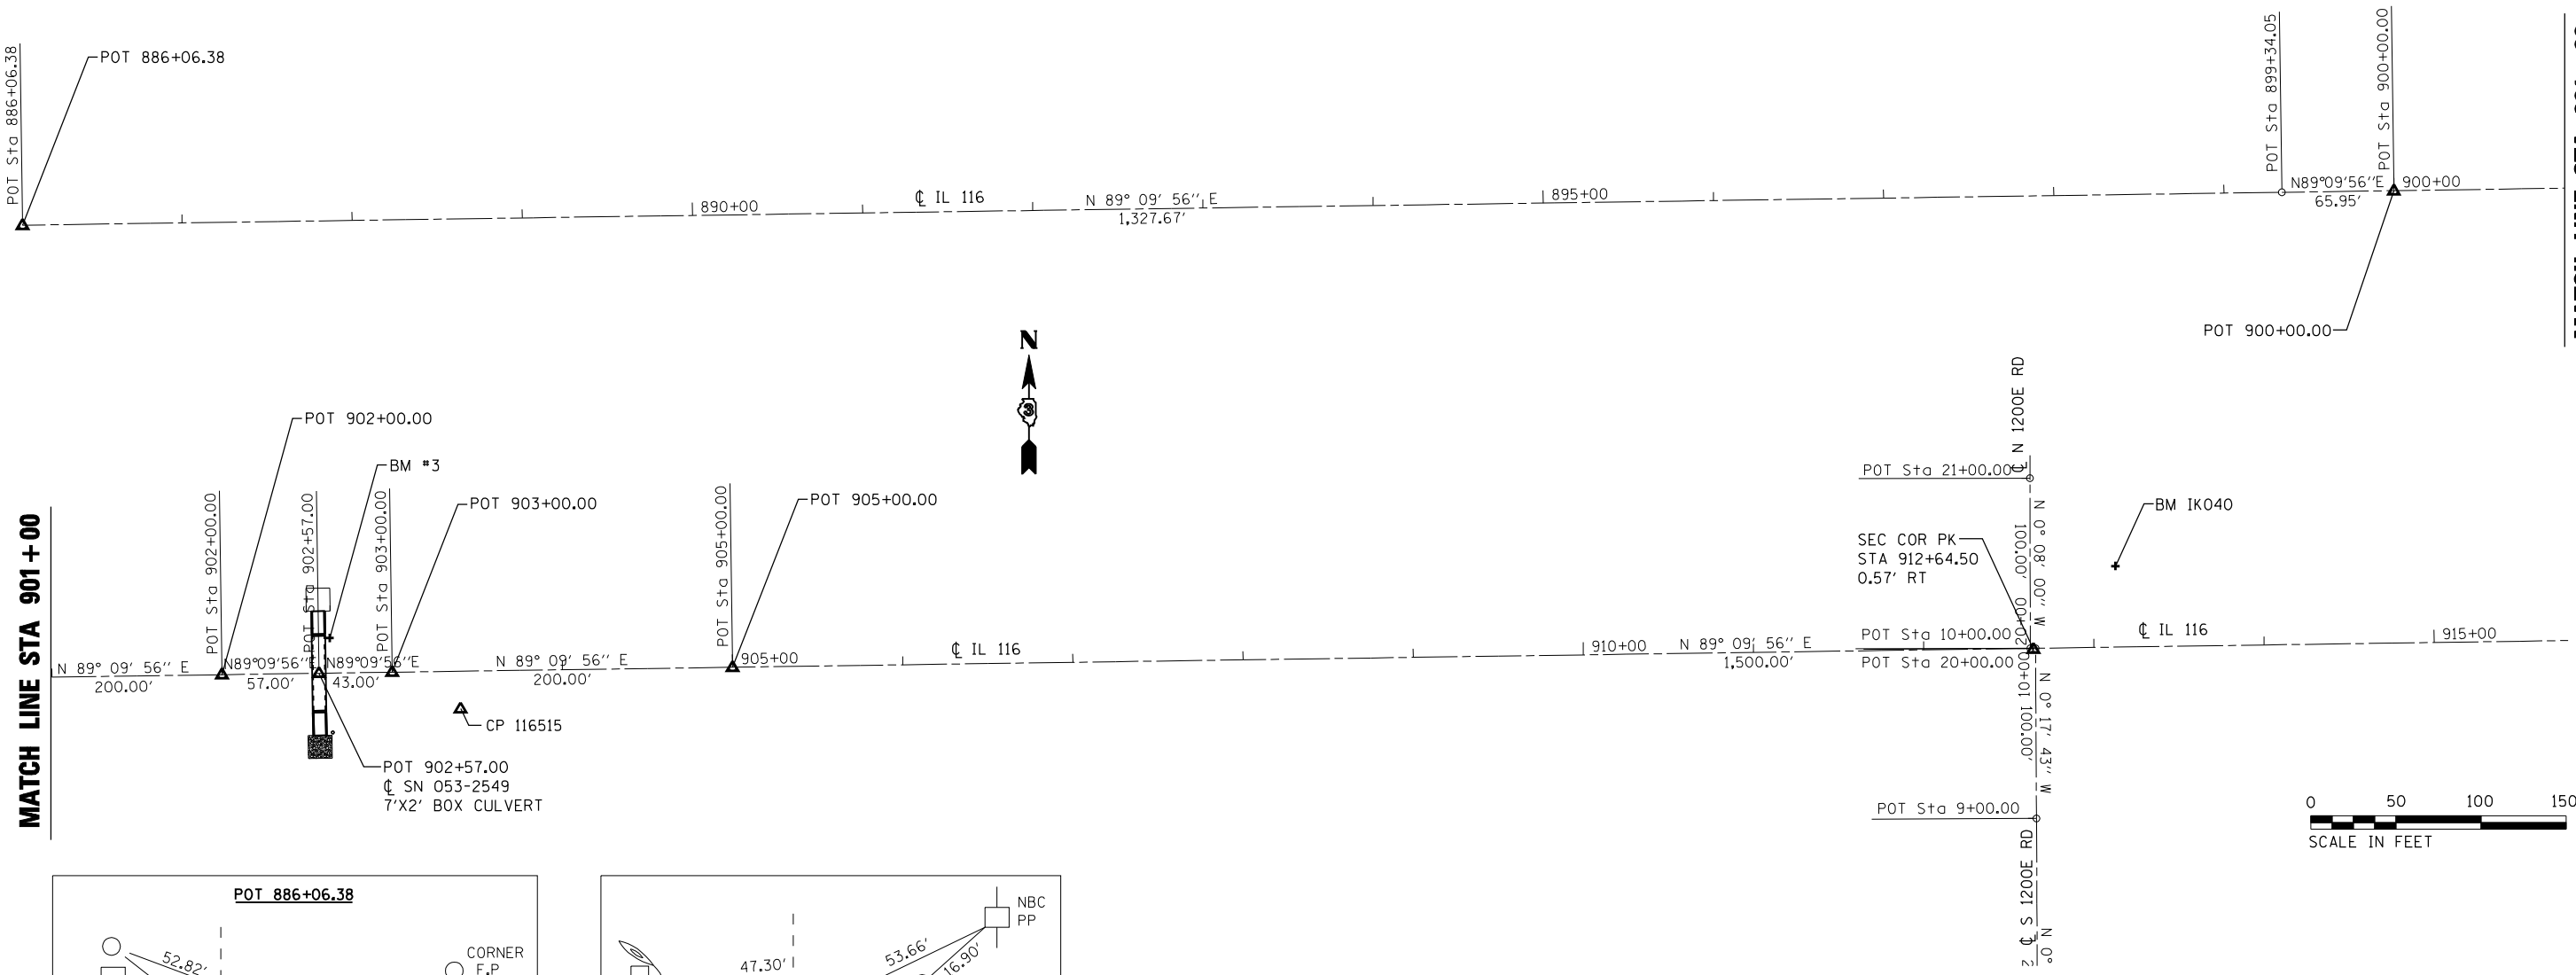 POT Sta 886+06.38
POT 886+06.38
890+00
℄ IL 116
N 89° 09' 56'' E
1,327.67'
895+00
POT Sta 899+34.05
POT Sta 900+00.00
N89°09'56''E
65.95'
900+00
POT 900+00.00
N
3
MATCH LINE STA 901+00
N 89° 09' 56'' E
200.00'
POT Sta 902+00.00
POT 902+00.00
N89°09'56''E
57.00'
POT Sta 902+57.00
BM #3
N89°09'56''E
43.00'
POT Sta 903+00.00
POT 903+00.00
N 89° 09' 56'' E
200.00'
CP 116515
POT 902+57.00
℄ SN 053-2549
7'X2' BOX CULVERT
POT Sta 905+00.00
POT 905+00.00
905+00
℄ IL 116
910+00
N 89° 09' 56'' E
1,500.00'
℄ N 1200E RD
POT Sta 21+00.00
N 0° 08' 00'' W
100.00'
SEC COR PK
STA 912+64.50
0.57' RT
BM IK040
POT Sta 10+00.00
POT Sta 20+00.00
20+00
10+00
℄ IL 116
915+00
N 0° 17' 43'' W
100.00'
POT Sta 9+00.00
℄ S 1200E RD
N 0°
0 50 100 150
SCALE IN FEET
POT 886+06.38
52.82'
CORNER
F.P
47.30'
53.66'
16.90'
NBC
PP